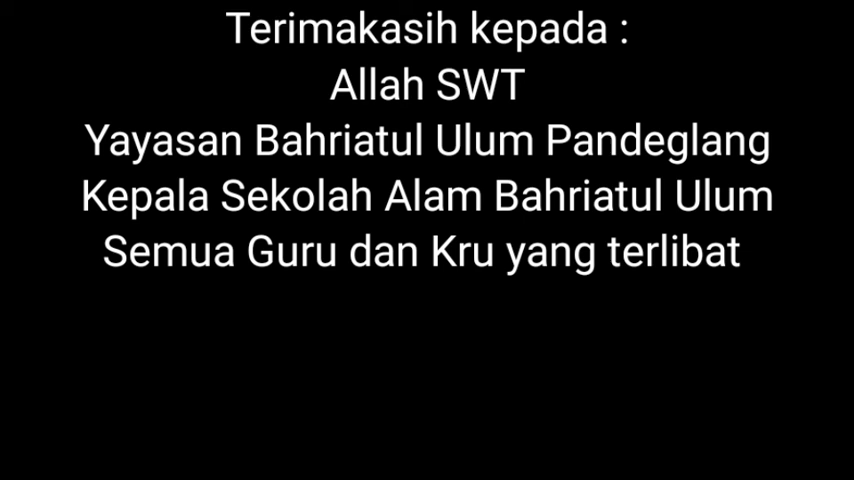 Terimakasih kepada :
Allah SWT
Yayasan Bahriatul Ulum Pandeglang
Kepala Sekolah Alam Bahriatul Ulum
Semua Guru dan Kru yang terlibat